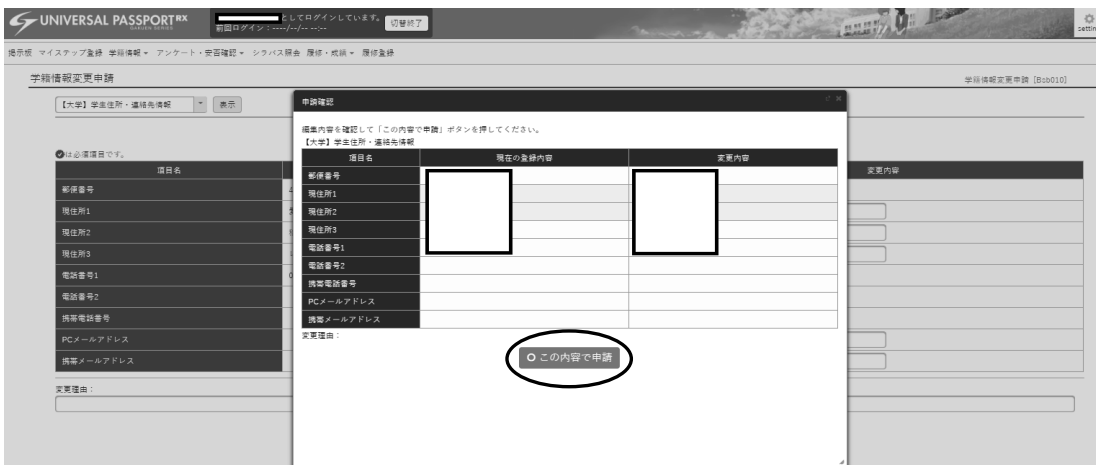 UNIVERSAL PASSPORT RX
GAKUEN SERIES
としてログインしています。
前回ログイン：----/--/-- --:--
切替終了
settin
掲示板 マイステップ登録 学籍情報 アンケート・安否確認 シラバス照会 履修・成績 履修登録
学籍情報変更申請
学籍情報変更申請 [Bsb010]
【大学】学生住所・連絡先情報 表示
は必須項目です。
項目名
変更内容
郵便番号
現住所1
現住所2
現住所3
電話番号1
電話番号2
携帯電話番号
PCメールアドレス
携帯メールアドレス
変更理由：
申請確認
編集内容を確認して「この内容で申請」ボタンを押してください。
【大学】学生住所・連絡先情報
項目名 現在の登録内容 変更内容
郵便番号
現住所1
現住所2
現住所3
電話番号1
電話番号2
携帯電話番号
PCメールアドレス
携帯メールアドレス
変更理由：
この内容で申請